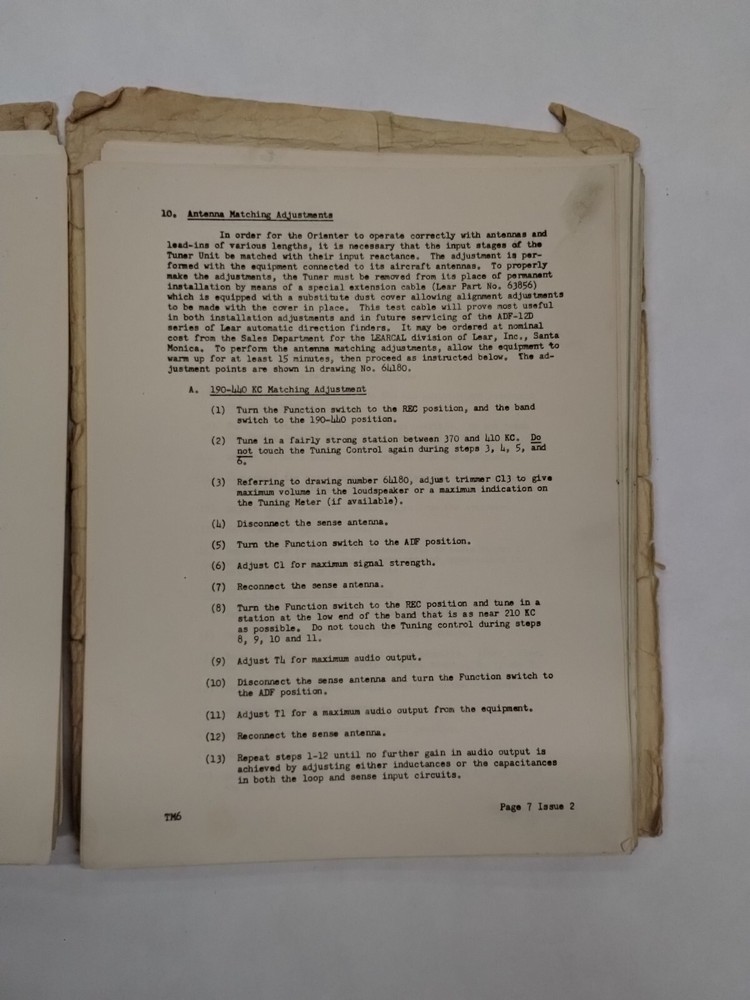 10. Antenna Matching Adjustments
In order for the Orienter to operate correctly with antennas and
lead-ins of various lengths, it is necessary that the input stages of the
Tuner Unit be matched with their input reactance. The adjustment is per-
formed with the equipment connected to its aircraft antennas. To properly
make the adjustments, the Tuner must be removed from its place of permanent
installation by means of a special extension cable (Lear Part No. 63856)
which is equipped with a substitute dust cover allowing alignment adjustments
to be made with the cover in place. This test cable will prove most useful
in both installation adjustments and in future servicing of the ADF-12D
series of Lear automatic direction finders. It may be ordered at nominal
cost from the Sales Department for the LEARCAL division of Lear, Inc., Santa
Monica. To perform the antenna matching adjustments, allow the equipment to
warm up for at least 15 minutes, then proceed as instructed below. The ad-
justment points are shown in drawing No. 64180.
A. 190-440 KC Matching Adjustment
(1) Turn the Function switch to the REC position, and the band
switch to the 190-440 position.
(2) Tune in a fairly strong station between 370 and 410 KC. Do
not touch the Tuning Control again during steps 3, 4, 5, and
6.
(3) Referring to drawing number 64180, adjust trimmer C13 to give
maximum volume in the loudspeaker or a maximum indication on
the Tuning Meter (if available).
(4) Disconnect the sense antenna.
(5) Turn the Function switch to the ADF position.
(6) Adjust C1 for maximum signal strength.
(7) Reconnect the sense antenna.
(8) Turn the Function switch to the REC position and tune in a
station at the low end of the band that is as near 210 KC
as possible. Do not touch the Tuning control during steps
8, 9, 10 and 11.
(9) Adjust T4 for maximum audio output.
(10) Disconnect the sense antenna and turn the Function switch to
the ADF position.
(11) Adjust T1 for a maximum audio output from the equipment.
(12) Reconnect the sense antenna.
(13) Repeat steps 1-12 until no further gain in audio output is
achieved by adjusting either inductances or the capacitances
in both the loop and sense input circuits.
Page 7 Issue 2
TM6